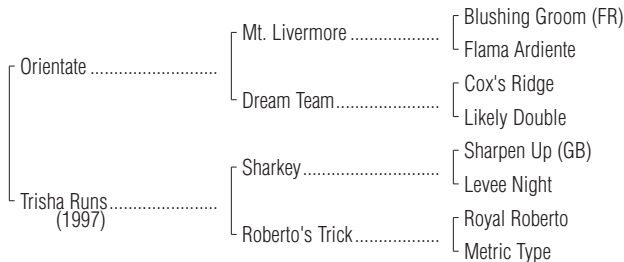 Blushing Groom (FR)
Mt. Livermore ....................
Flama Ardiente
Orientate .............................
Cox's Ridge
Dream Team.......................
Likely Double
Sharpen Up (GB)
Sharkey..............................
Levee Night
Trisha Runs........................
(1997)
Royal Roberto
Roberto's Trick...................
Metric Type